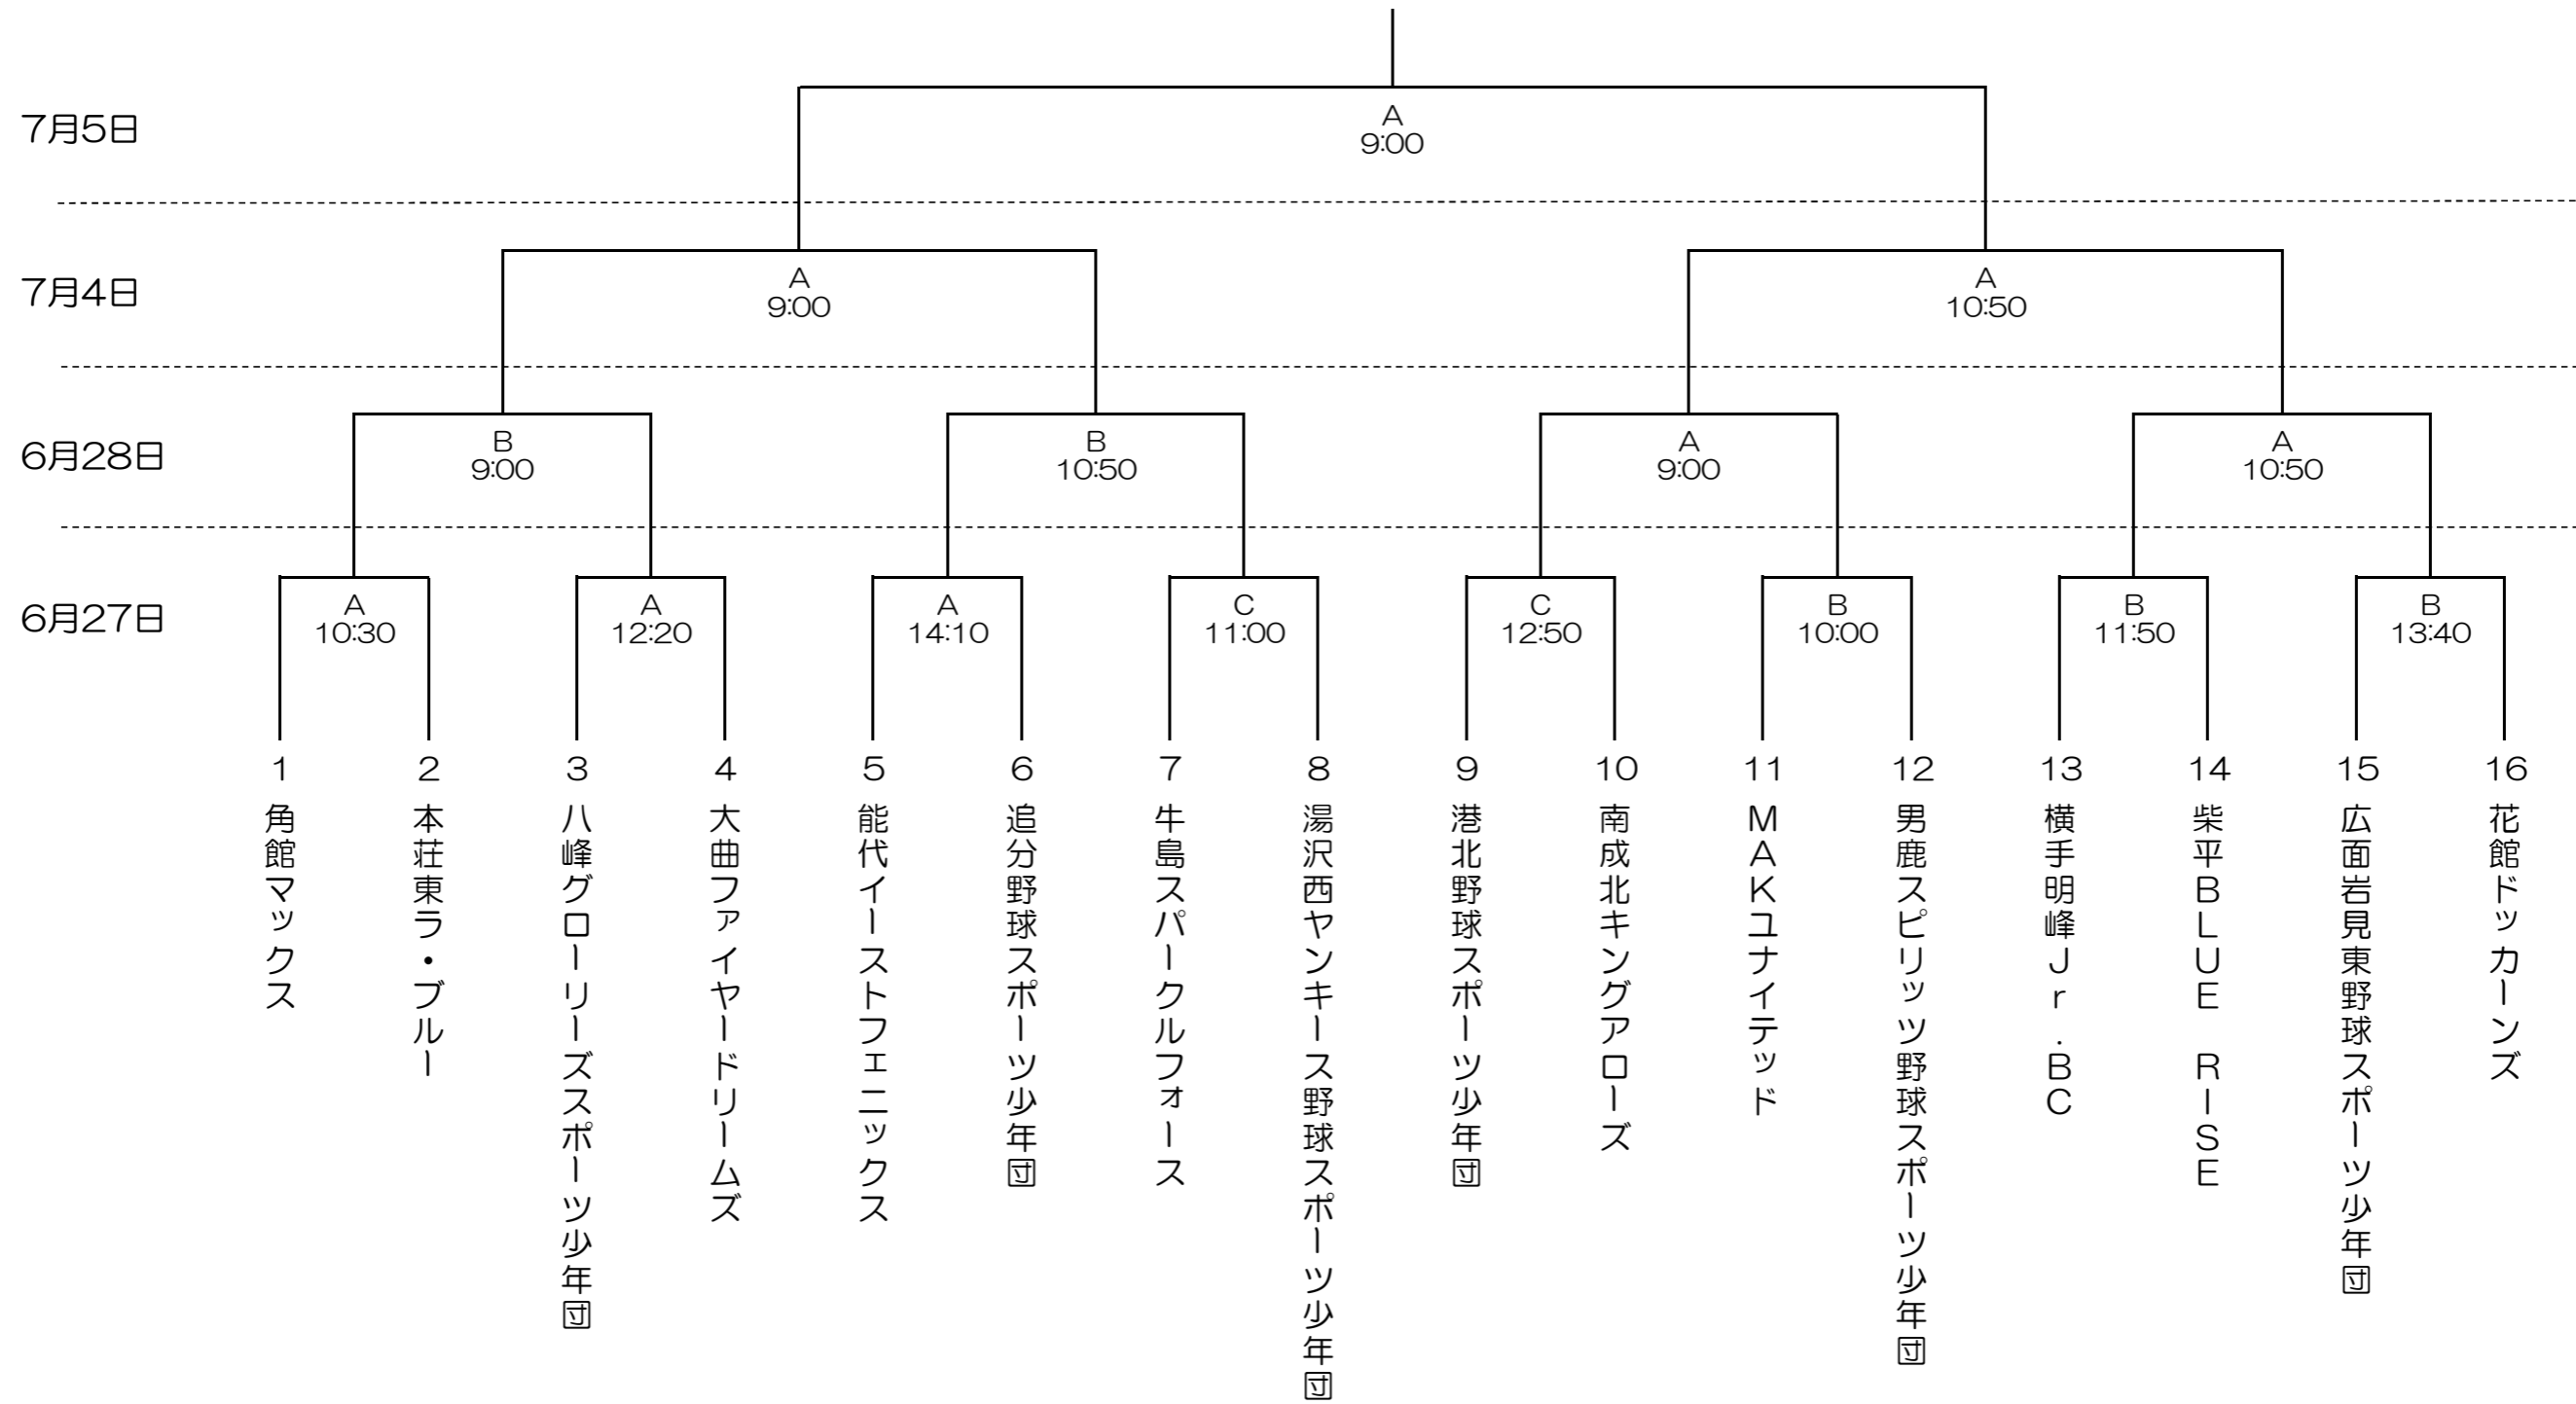 7月5日
A
9:00
7月4日
A
9:00
A
10:50
6月28日
B
9:00
B
10:50
A
9:00
A
10:50
6月27日
A
10:30
A
12:20
A
14:10
C
11:00
C
12:50
B
10:00
B
11:50
B
13:40
1
角館マックス
2
本荘東ラ・ブルー
3
八峰グローリーズスポーツ少年団
4
大曲ファイヤードリームズ
5
能代イーストフェニックス
6
追分野球スポーツ少年団
7
牛島スパークルフォース
8
湯沢西ヤンキース野球スポーツ少年団
9
港北野球スポーツ少年団
10
南成北キングアローズ
11
MAKユナイテッド
12
男鹿スピリッツ野球スポーツ少年団
13
横手明峰Jr.BC
14
柴平BLUE RISE
15
広面岩見東野球スポーツ少年団
16
花館ドッカーンズ